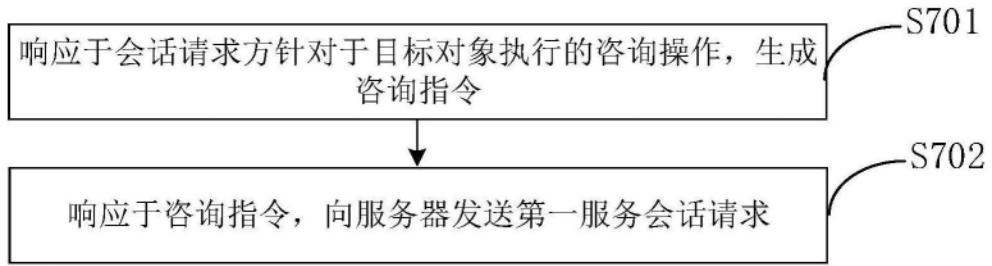 S701
响应于会话请求方针对于目标对象执行的咨询操作，生成
咨询指令
S702
响应于咨询指令，向服务器发送第一服务会话请求